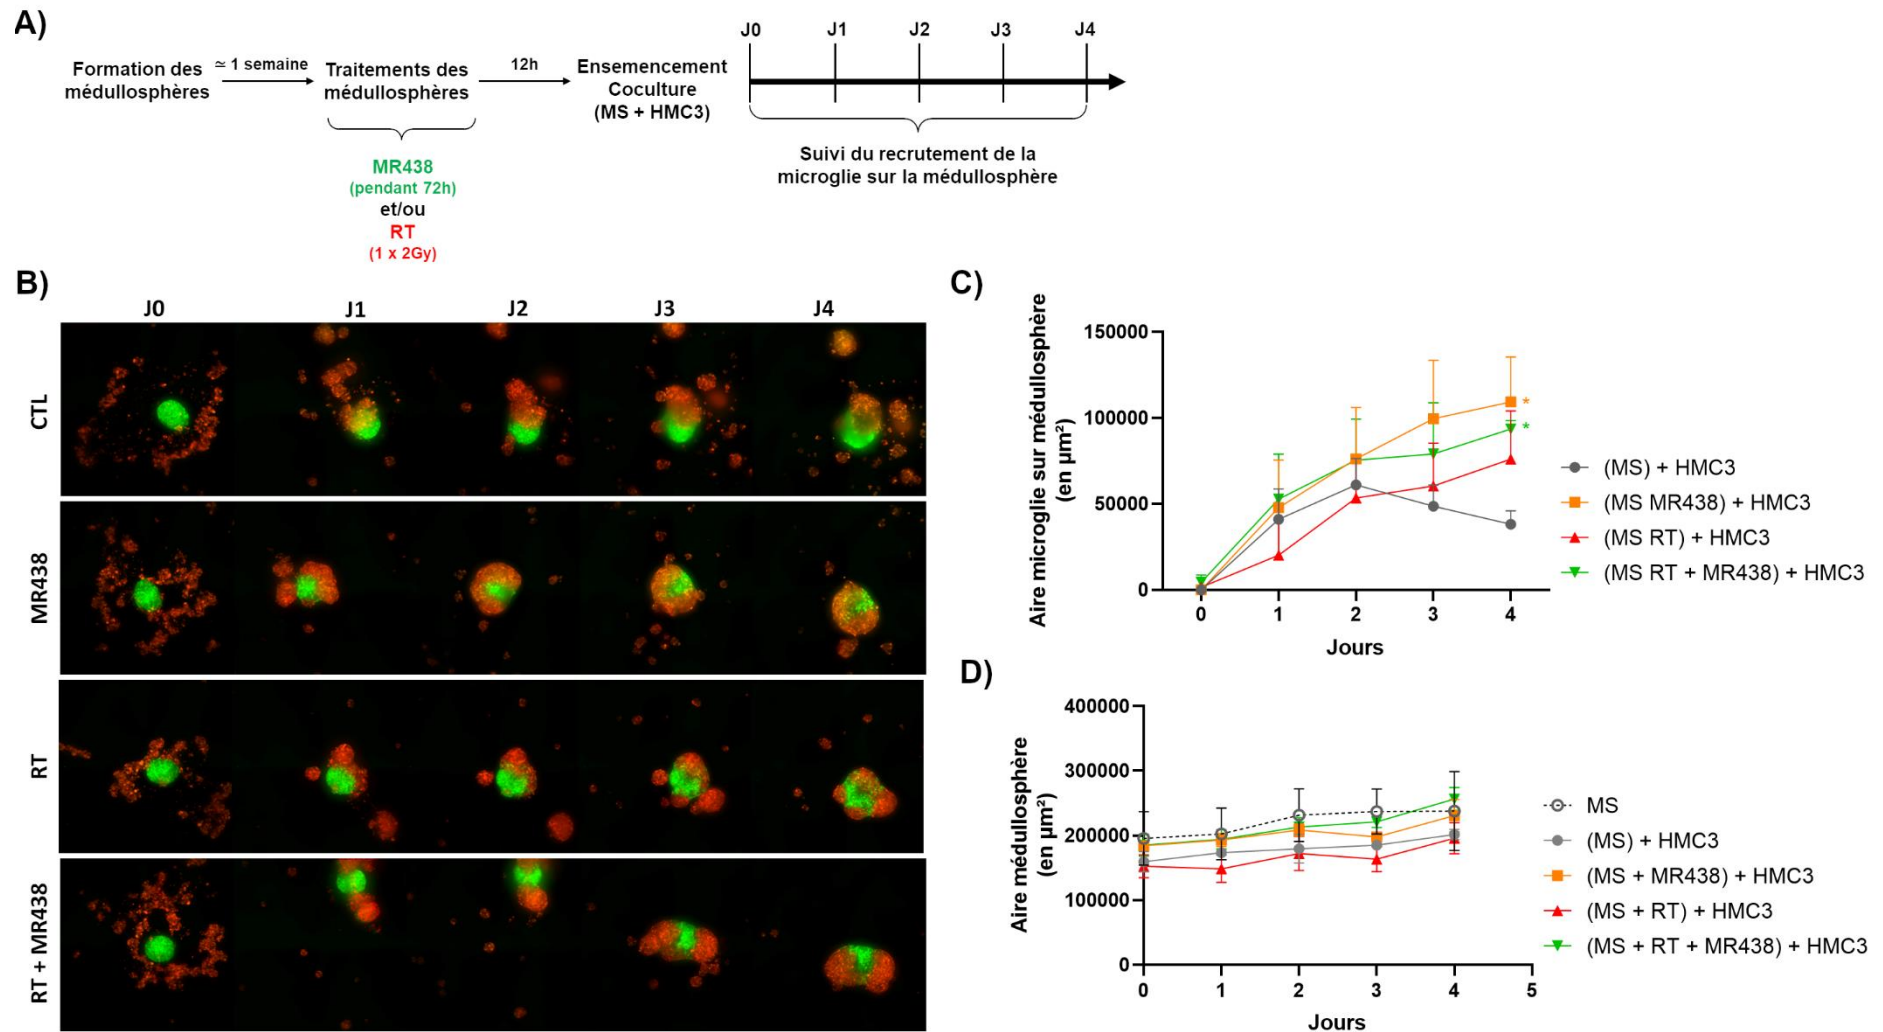 A)
Formation des
médullosphères
≃ 1 semaine
Traitements des
médullosphères
12h
Ensemencement
Coculture
(MS + HMC3)
J0
J1
J2
J3
J4
MR438
(pendant 72h)
et/ou
RT
(1 x 2Gy)
Suivi du recrutement de la
microglie sur la médullosphère
B)
J0
J1
J2
J3
J4
CTL
MR438
RT
RT + MR438
C)
Aire microglie sur médullosphère
(en µm²)
150000
100000
50000
0
*
*
0
1
2
3
4
Jours
(MS) + HMC3
(MS MR438) + HMC3
(MS RT) + HMC3
(MS RT + MR438) + HMC3
D)
Aire médullosphère
(en µm²)
400000
300000
200000
100000
0
0
1
2
3
4
5
Jours
MS
(MS) + HMC3
(MS + MR438) + HMC3
(MS + RT) + HMC3
(MS + RT + MR438) + HMC3